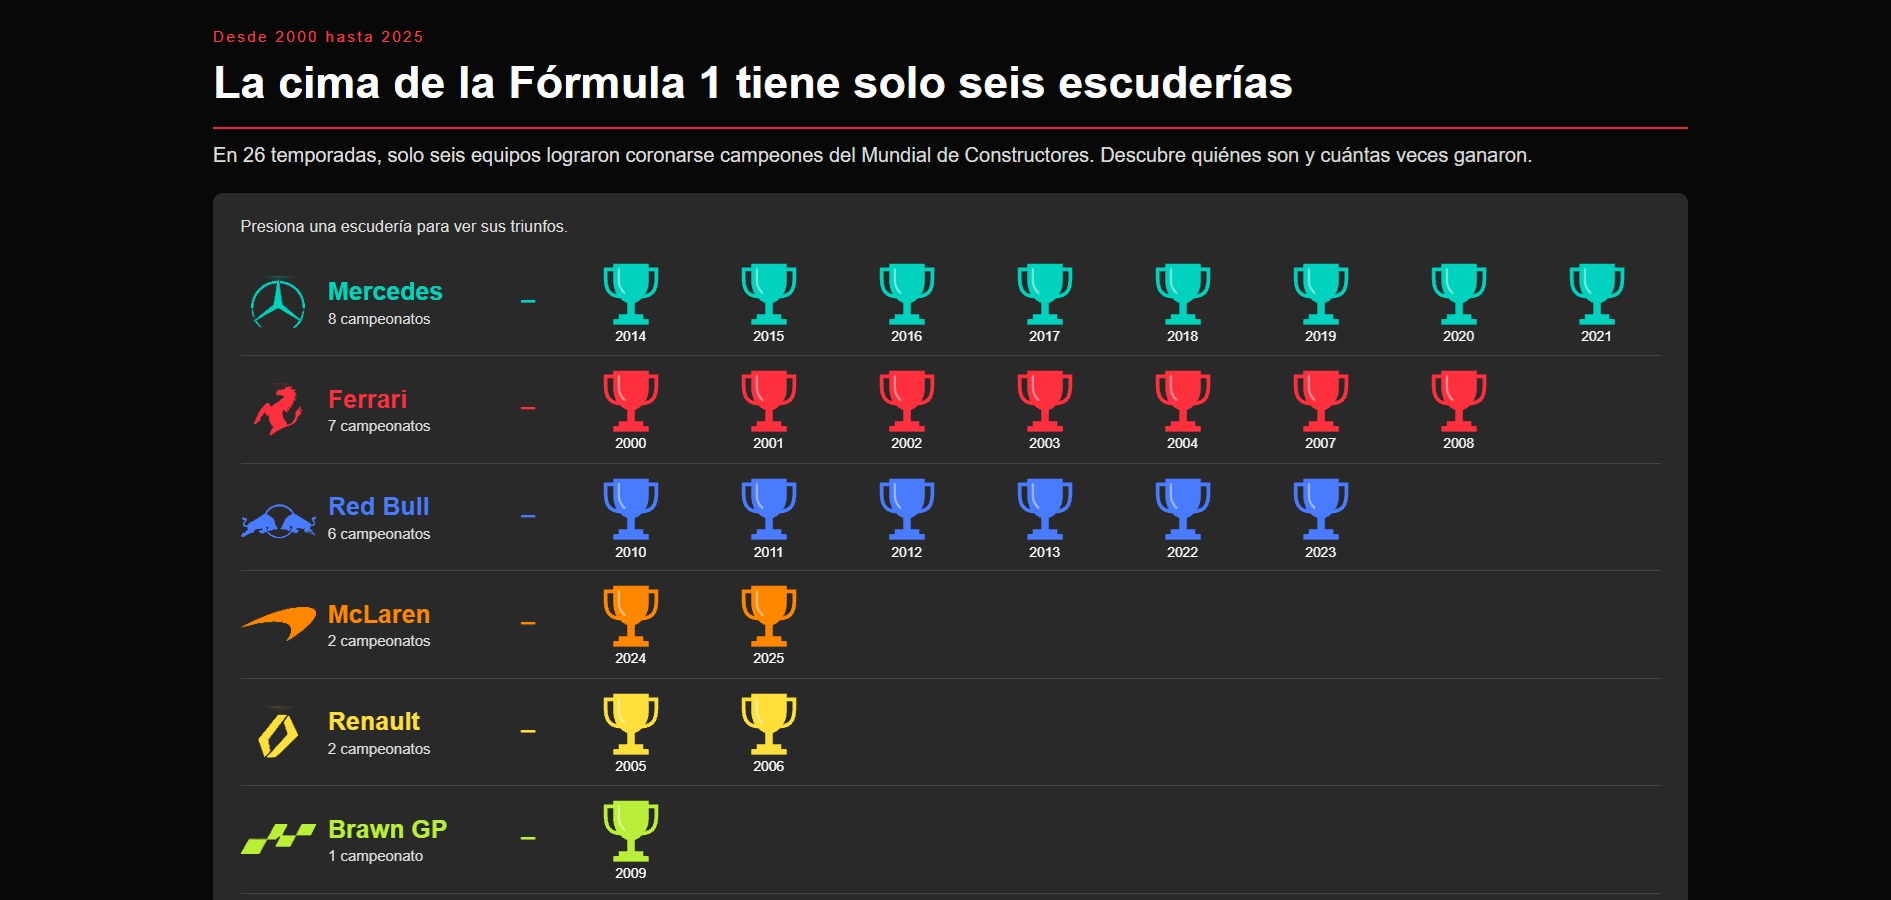 Desde 2000 hasta 2025
La cima de la Fórmula 1 tiene solo seis escuderías
En 26 temporadas, solo seis equipos lograron coronarse campeones del Mundial de Constructores. Descubre quiénes son y cuántas veces ganaron.
Presiona una escudería para ver sus triunfos.
Mercedes
8 campeonatos
–
2014 2015 2016 2017 2018 2019 2020 2021
Ferrari
7 campeonatos
–
2000 2001 2002 2003 2004 2007 2008
Red Bull
6 campeonatos
–
2010 2011 2012 2013 2022 2023
McLaren
2 campeonatos
–
2024 2025
Renault
2 campeonatos
–
2005 2006
Brawn GP
1 campeonato
–
2009